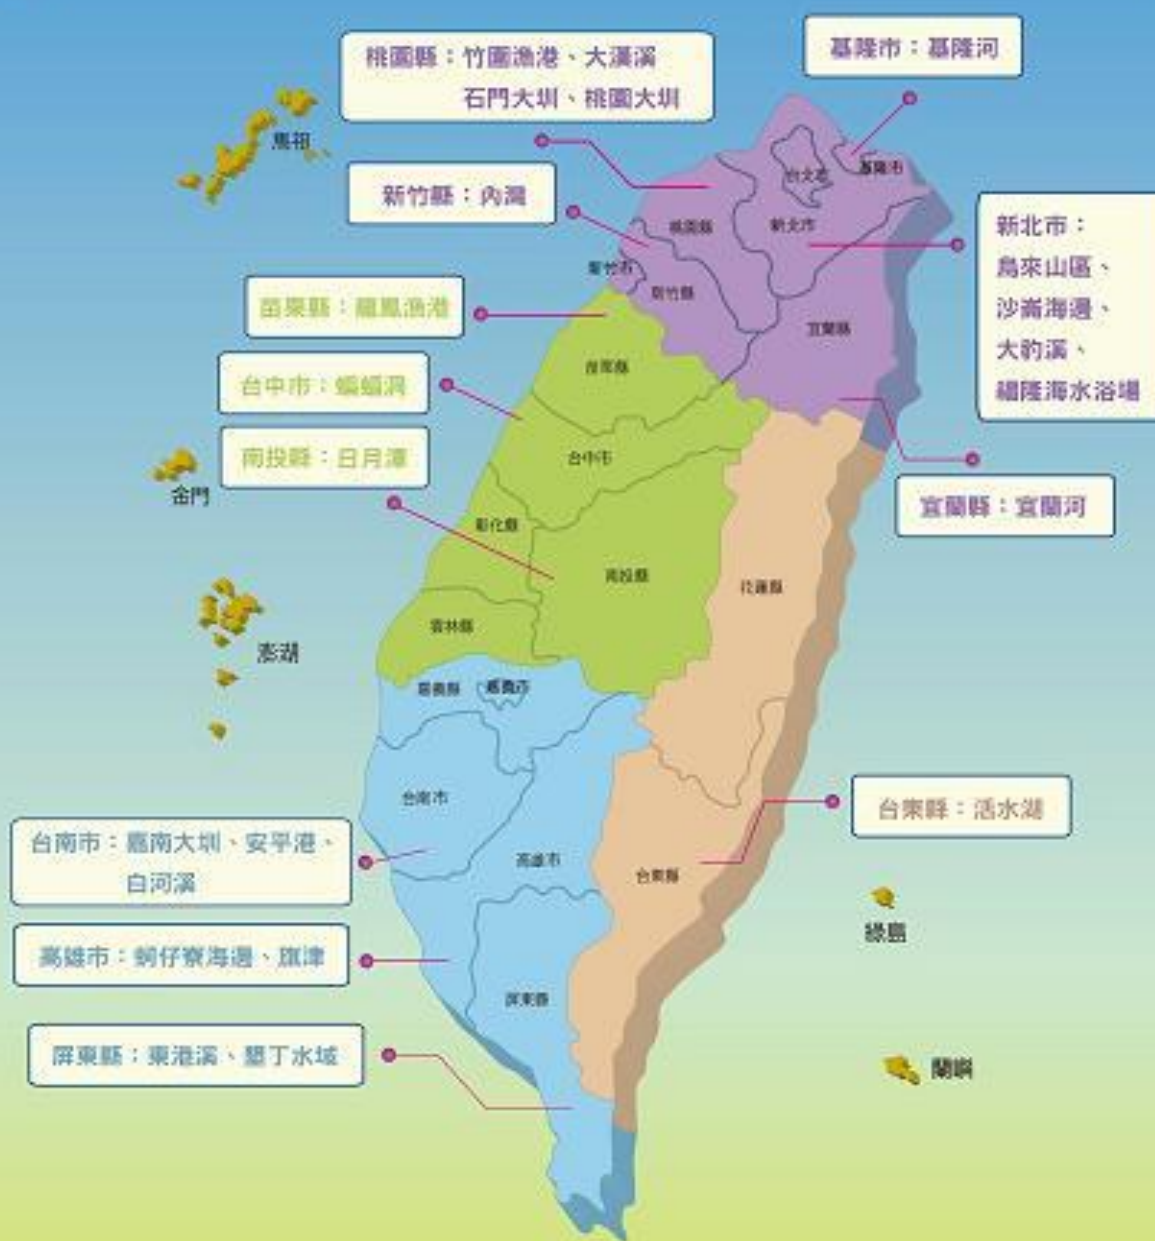 桃園縣：竹圍漁港、大漢溪
石門大圳、桃園大圳
基隆市：基隆河
馬祖
新竹縣：內灣
台北市
基隆市
桃園縣
新北市
新北市：
烏來山區、
沙崙海邊、
大豹溪、
福隆海水浴場
新竹市
新竹縣
宜蘭縣
苗栗縣：龍鳳漁港
苗栗縣
台中市：蝙蝠洞
南投縣：日月潭
台中市
金門
宜蘭縣：宜蘭河
彰化縣
南投縣
花蓮縣
雲林縣
澎湖
嘉義縣
嘉義市
台南市
台東縣：活水湖
台南市：嘉南大圳、安平港、
白河溪
高雄市
台東縣
綠島
高雄市：蚵仔寮海邊、旗津
屏東縣
屏東縣：東港溪、墾丁水域
蘭嶼